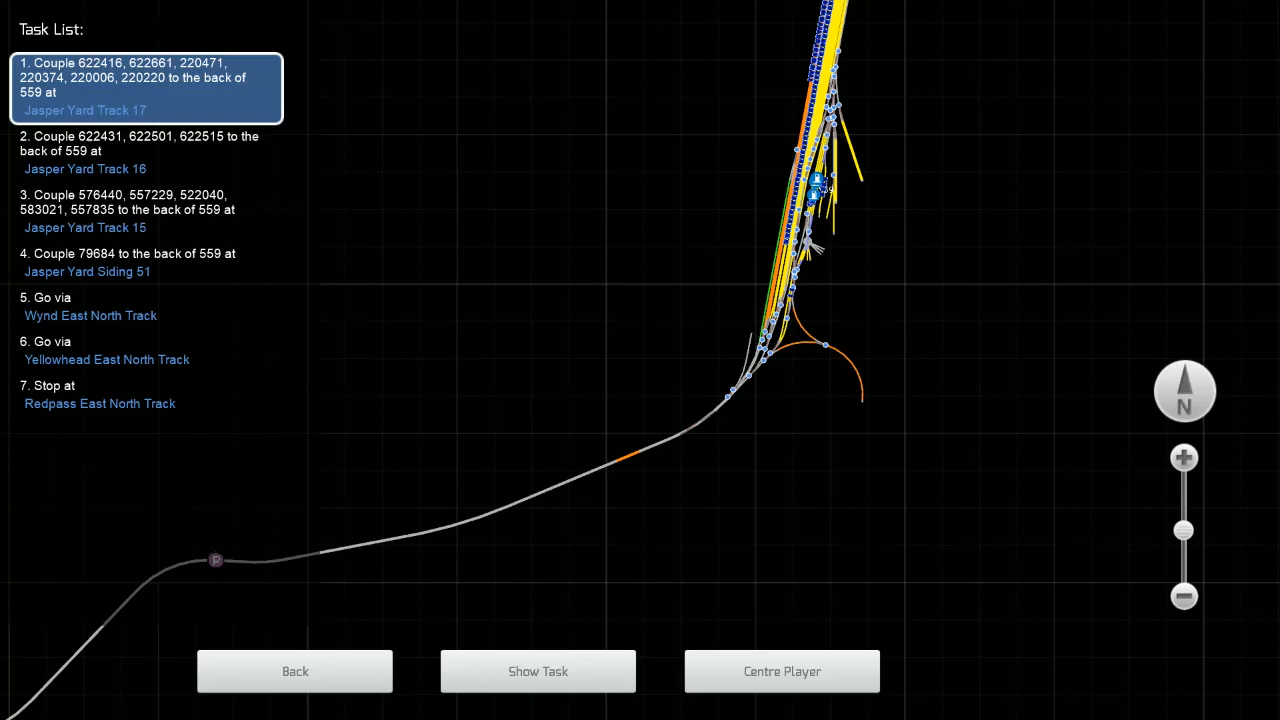 Task List:
1. Couple 622416, 622661, 220471,
220374, 220006, 220220 to the back of
559 at
Jasper Yard Track 17
2. Couple 622431, 622501, 622515 to the
back of 559 at
Jasper Yard Track 16
3. Couple 576440, 557229, 522040,
583021, 557835 to the back of 559 at
Jasper Yard Track 15
4. Couple 79684 to the back of 559 at
Jasper Yard Siding 51
5. Go via
Wynd East North Track
6. Go via
Yellowhead East North Track
7. Stop at
Redpass East North Track
P
N
Back
Show Task
Centre Player